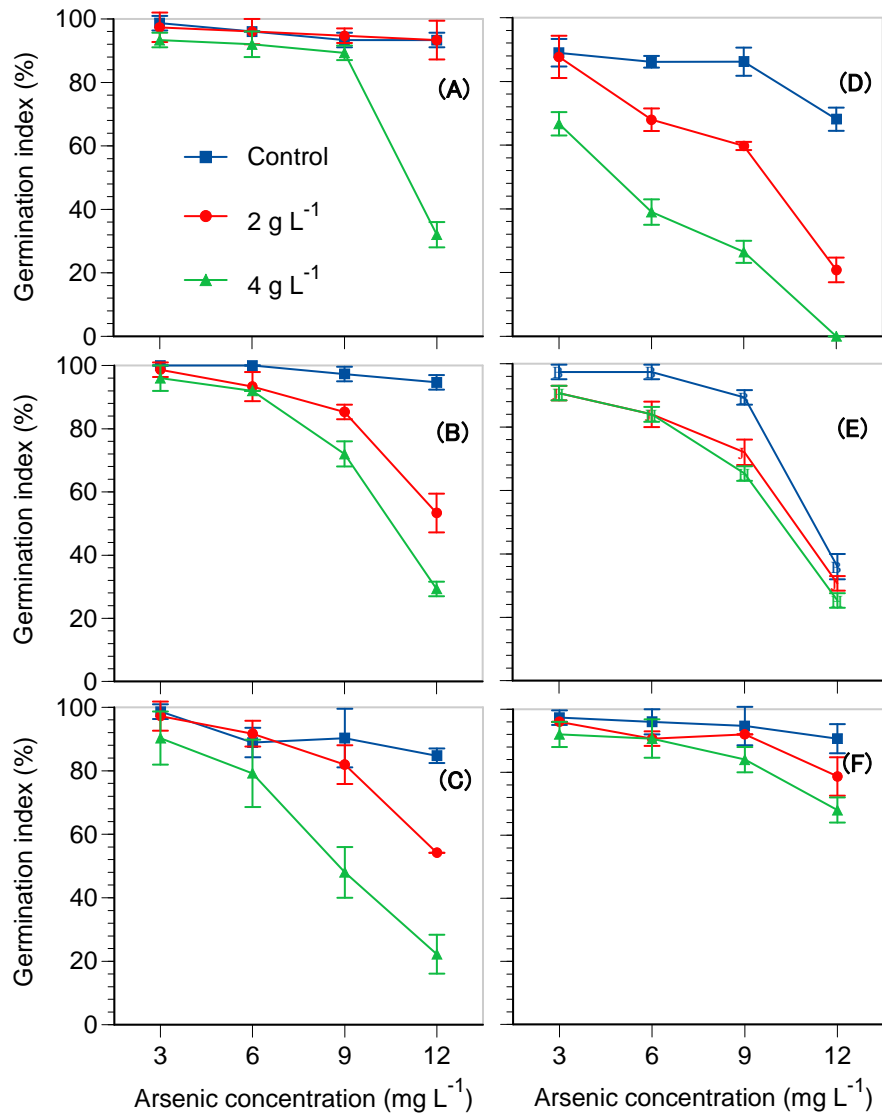 100
80
60
40
20
0
Germination index (%)
(A)
Control
2 g L-1
4 g L-1
(D)
100
80
60
40
20
0
Germination index (%)
(B)
(E)
100
80
60
40
20
0
Germination index (%)
(C)
(F)
3 6 9 12
3 6 9 12
Arsenic concentration (mg L-1)
Arsenic concentration (mg L-1)